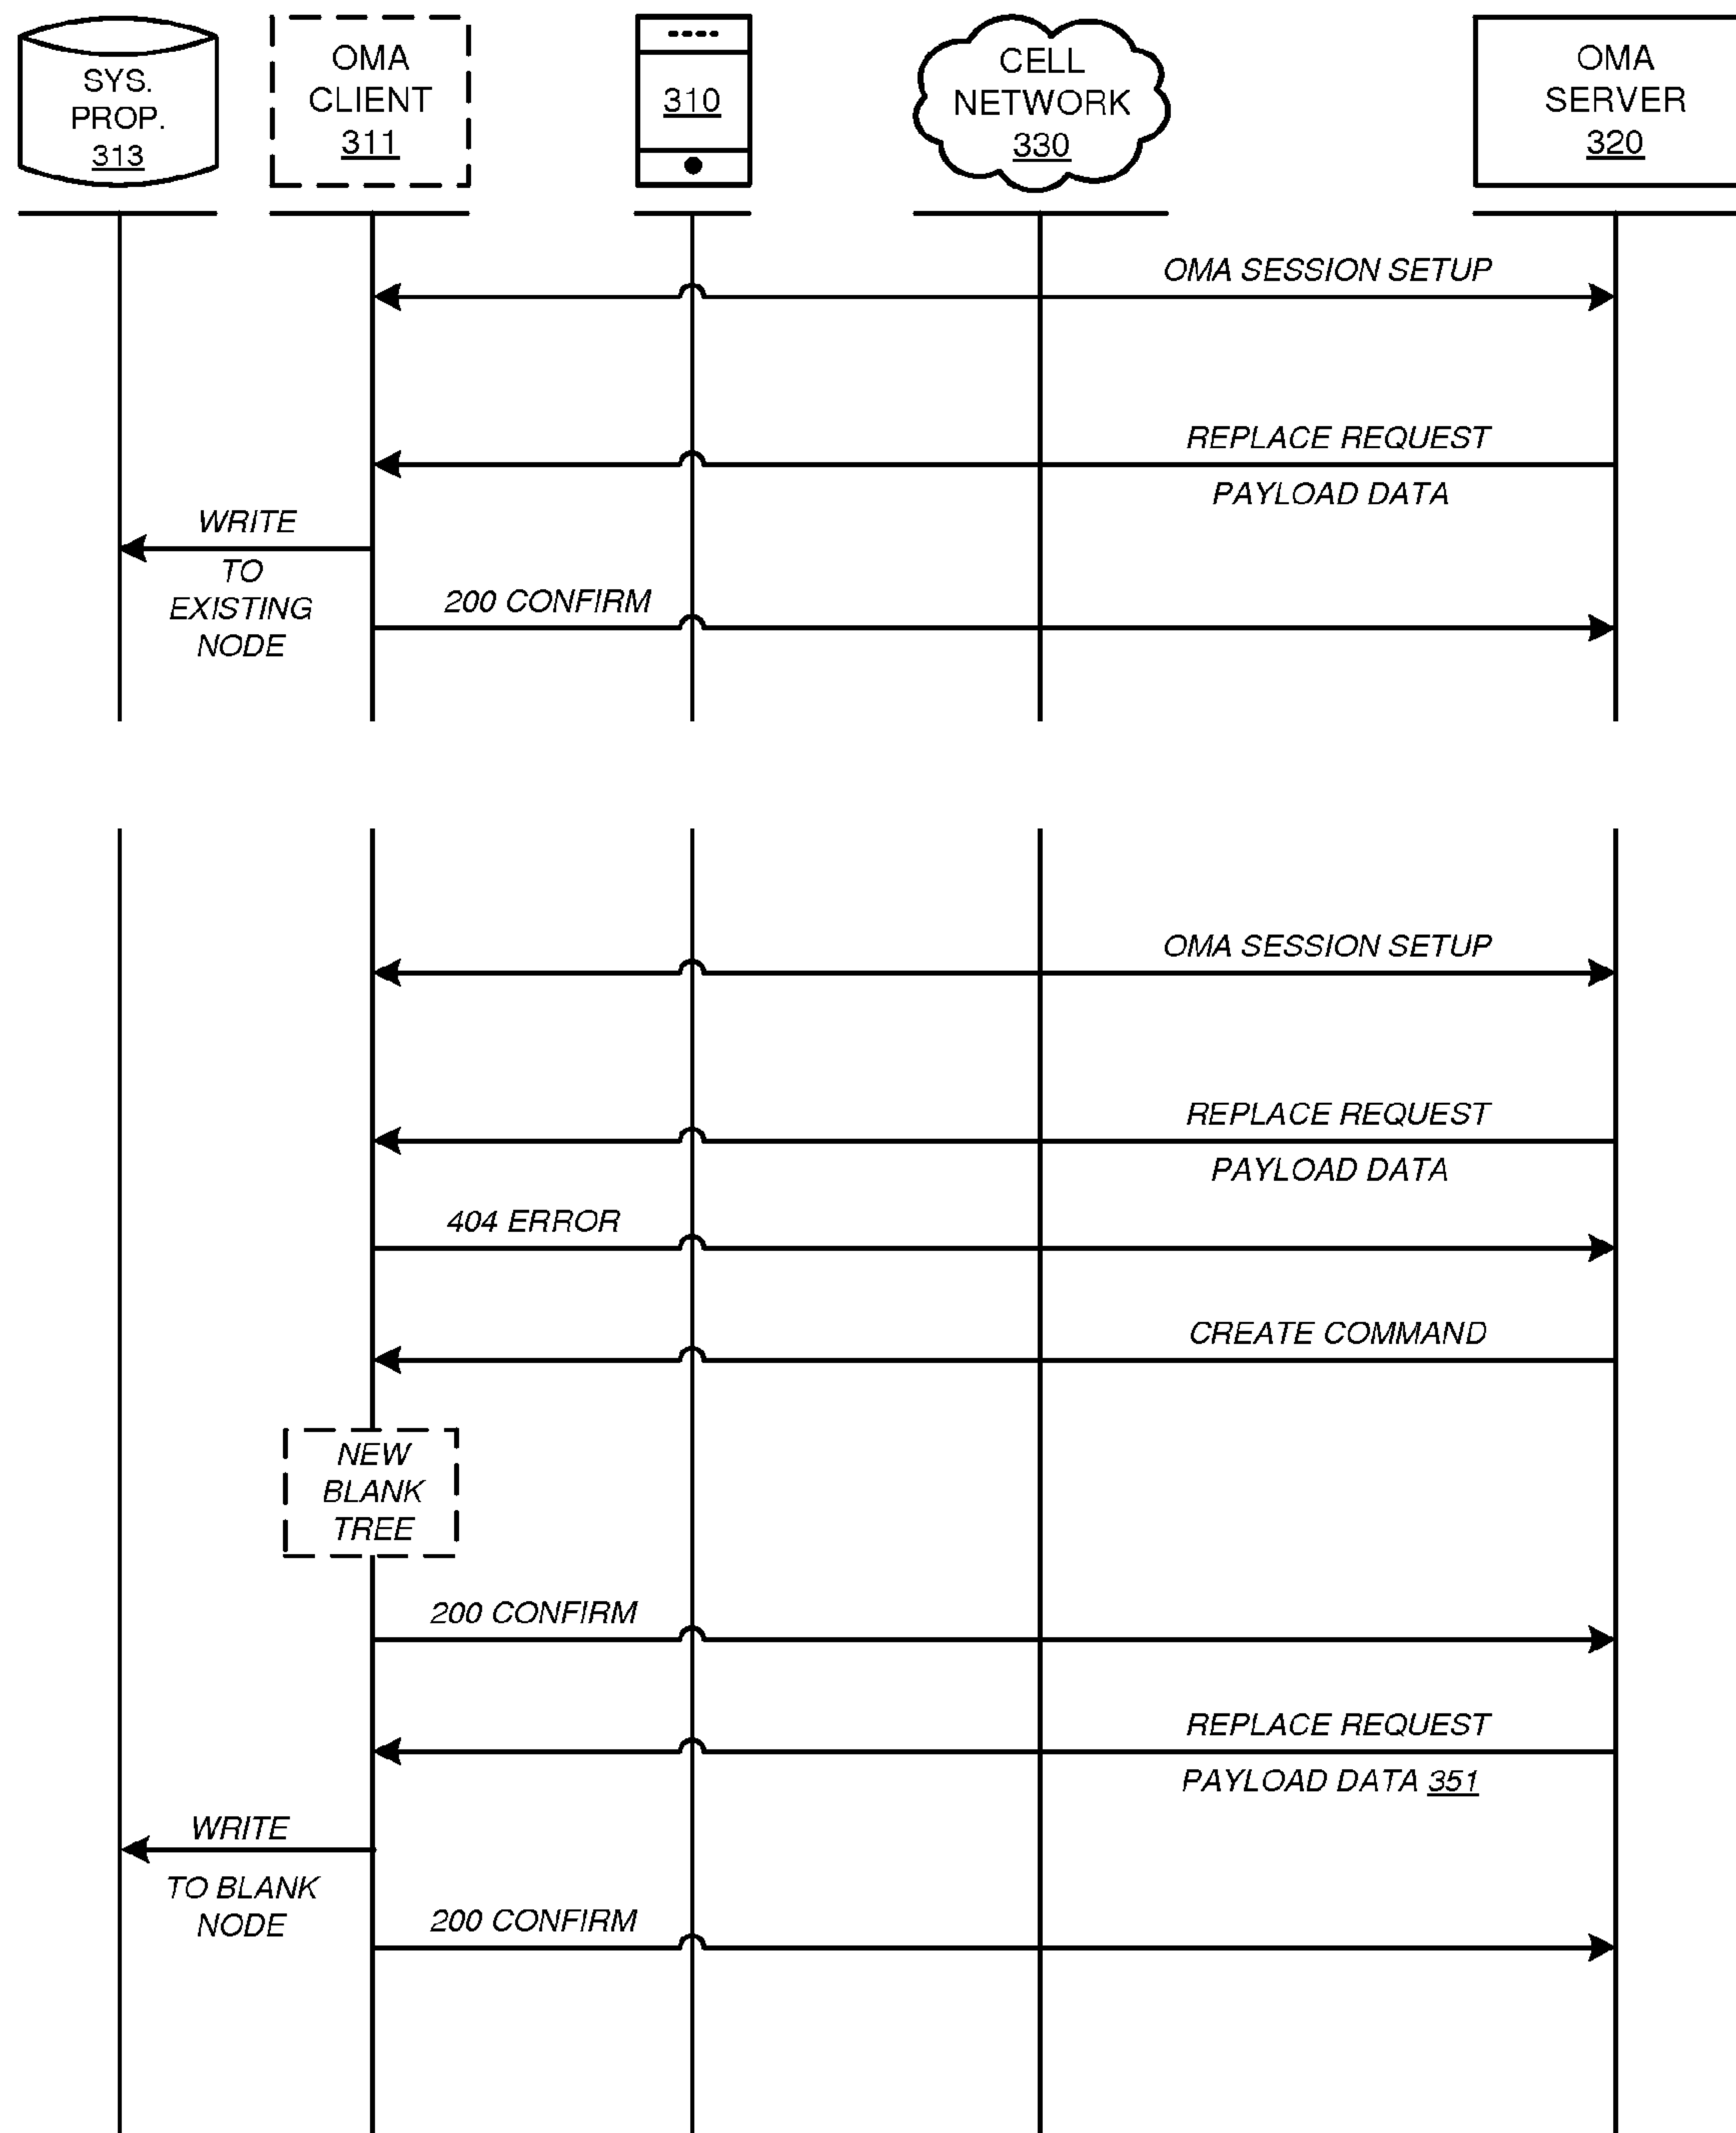 SYS.
PROP.
313
OMA
CLIENT
311
310
CELL
NETWORK
330
OMA
SERVER
320
OMA SESSION SETUP
REPLACE REQUEST
PAYLOAD DATA
WRITE
TO
EXISTING
NODE
200 CONFIRM
OMA SESSION SETUP
REPLACE REQUEST
PAYLOAD DATA
404 ERROR
CREATE COMMAND
NEW
BLANK
TREE
200 CONFIRM
REPLACE REQUEST
PAYLOAD DATA 351
WRITE
TO BLANK
NODE
200 CONFIRM